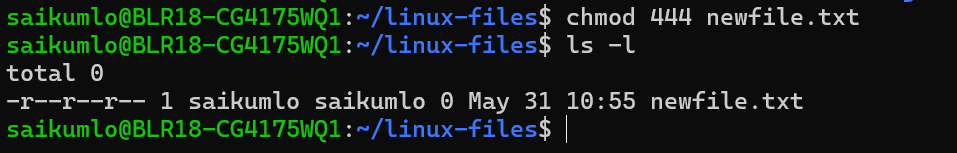 saikumlo@BLR18-CG4175WQ1:~/linux-files$ chmod 444 newfile.txt
saikumlo@BLR18-CG4175WQ1:~/linux-files$ ls -l
total 0
-r--r--r-- 1 saikumlo saikumlo 0 May 31 10:55 newfile.txt
saikumlo@BLR18-CG4175WQ1:~/linux-files$